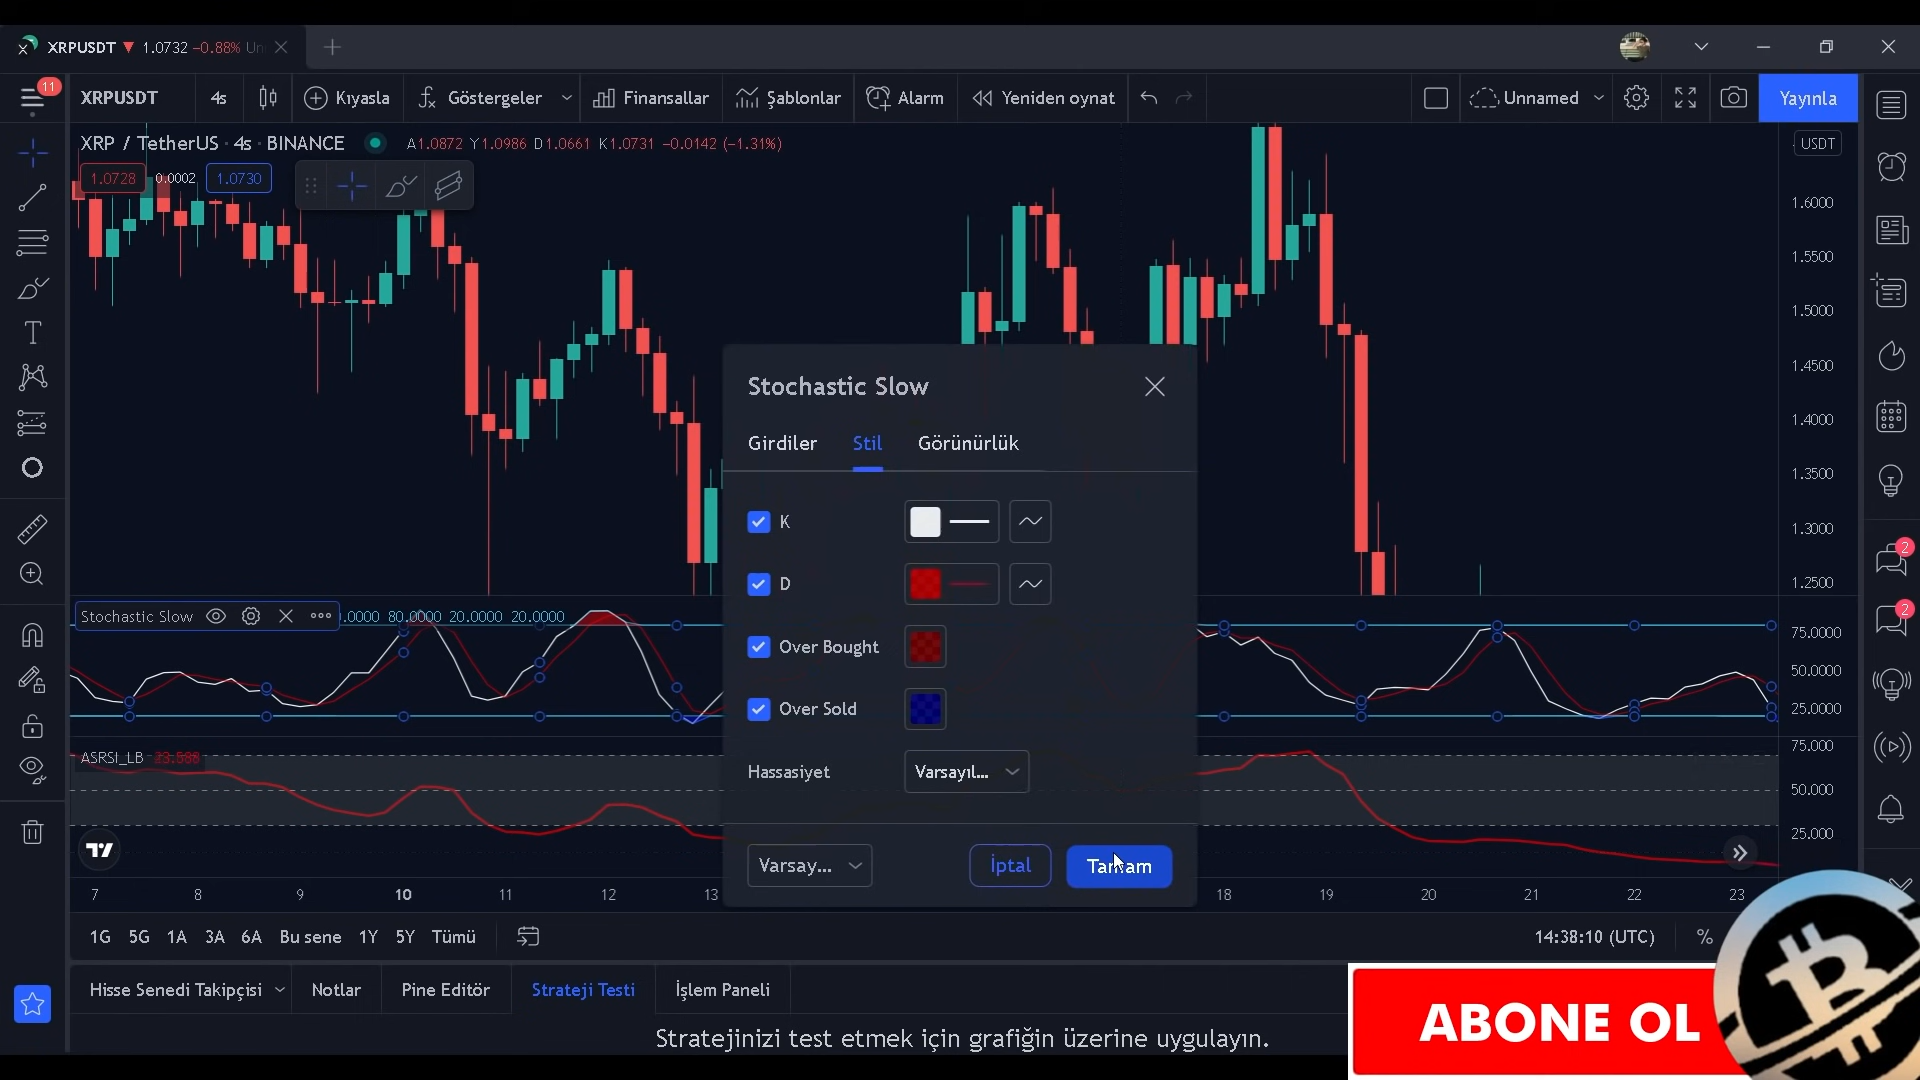 XRPUSDT ▼ 1.0732 −0.88% Un
11
XRPUSDT
4s
Kıyasla
Göstergeler
Finansallar
Şablonlar
Alarm
Yeniden oynat
Unnamed
Yayınla
XRP / TetherUS · 4s · BINANCE
A1.0872 Y1.0986 D1.0661 K1.0731 −0.0142 (−1.31%)
USDT
1.0728
0.0002
1.0730
1.6000
1.5500
1.5000
1.4500
1.4000
1.3500
1.3000
1.2500
Stochastic Slow
Girdiler
Stil
Görünürlük
K
D
Over Bought
Over Sold
Hassasiyet
Varsayıl...
Varsay...
İptal
Tamam
Stochastic Slow
.0000 80.0000 20.0000 20.0000
75.0000
50.0000
25.0000
ASRSI_LB 23.588
75.000
50.000
25.000
2
2
7 8 9 10 11 12 13 18 19 20 21 22 23
1G 5G 1A 3A 6A Bu sene 1Y 5Y Tümü
14:38:10 (UTC)
%
Hisse Senedi Takipçisi
Notlar
Pine Editör
Strateji Testi
İşlem Paneli
Stratejinizi test etmek için grafiğin üzerine uygulayın.
ABONE OL